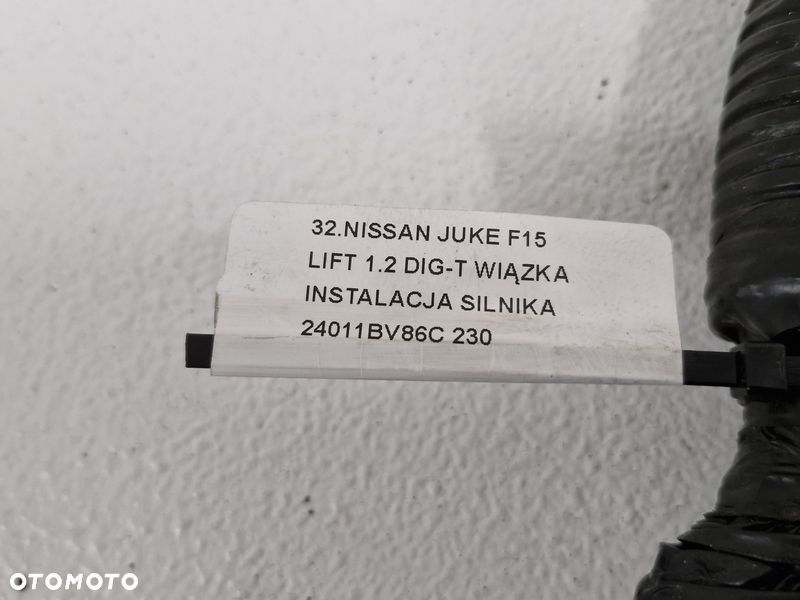 32.NISSAN JUKE F15
LIFT 1.2 DIG-T WIĄZKA
INSTALACJA SILNIKA
24011BV86C 230
OTOMOTO